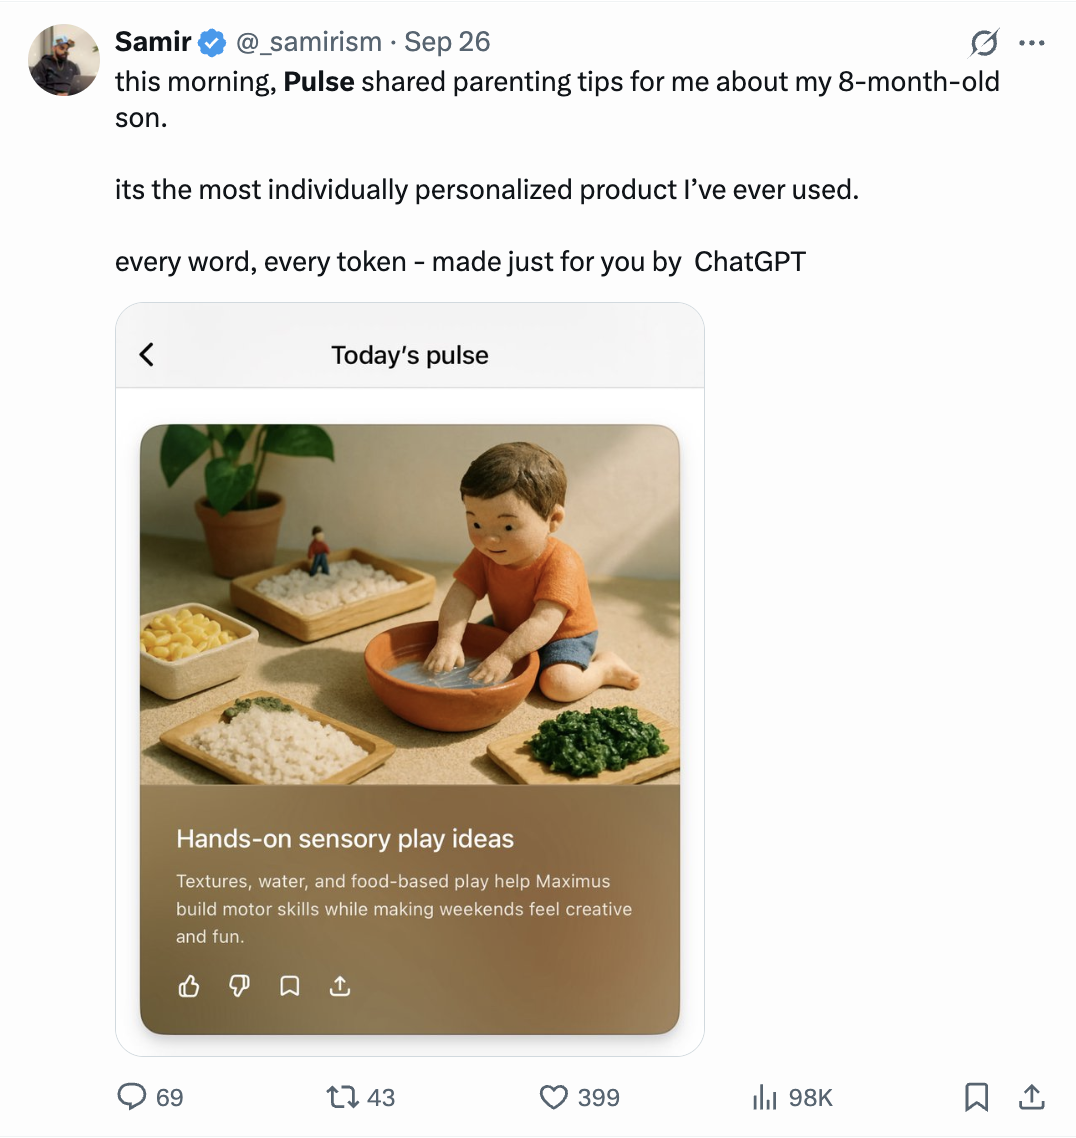 Samir @_samirism · Sep 26
this morning, Pulse shared parenting tips for me about my 8-month-old
son.
its the most individually personalized product I’ve ever used.
every word, every token - made just for you by  ChatGPT
Today’s pulse
Hands-on sensory play ideas
Textures, water, and food-based play help Maximus
build motor skills while making weekends feel creative
and fun.
69 43 399 98K